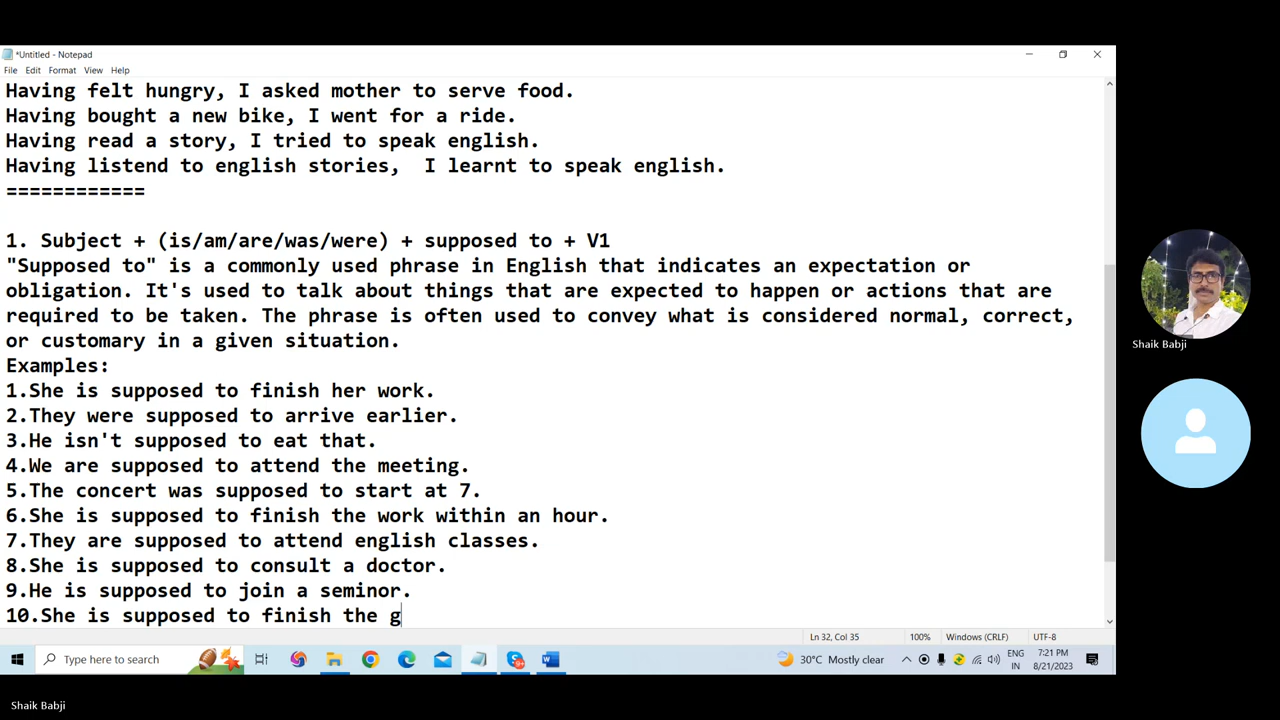 *Untitled - Notepad
File Edit Format View Help
Having felt hungry, I asked mother to serve food.
Having bought a new bike, I went for a ride.
Having read a story, I tried to speak english.
Having listend to english stories,  I learnt to speak english.
============
1. Subject + (is/am/are/was/were) + supposed to + V1
"Supposed to" is a commonly used phrase in English that indicates an expectation or
obligation. It's used to talk about things that are expected to happen or actions that are
required to be taken. The phrase is often used to convey what is considered normal, correct,
or customary in a given situation.
Examples:
1.She is supposed to finish her work.
2.They were supposed to arrive earlier.
3.He isn't supposed to eat that.
4.We are supposed to attend the meeting.
5.The concert was supposed to start at 7.
6.She is supposed to finish the work within an hour.
7.They are supposed to attend english classes.
8.She is supposed to consult a doctor.
9.He is supposed to join a seminor.
10.She is supposed to finish the g
Ln 32, Col 35 100% Windows (CRLF) UTF-8
Type here to search 30°C Mostly clear ENG IN 7:21 PM 8/21/2023
Shaik Babji
Shaik Babji